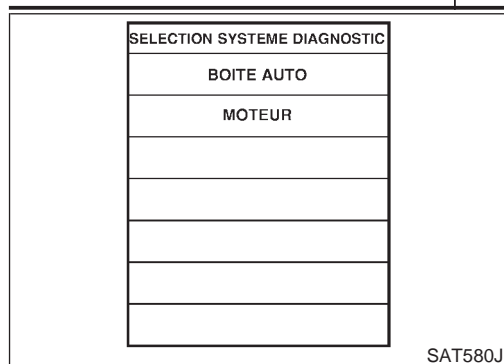 SELECTION SYSTEME DIAGNOSTIC
BOITE AUTO
MOTEUR
SAT580J